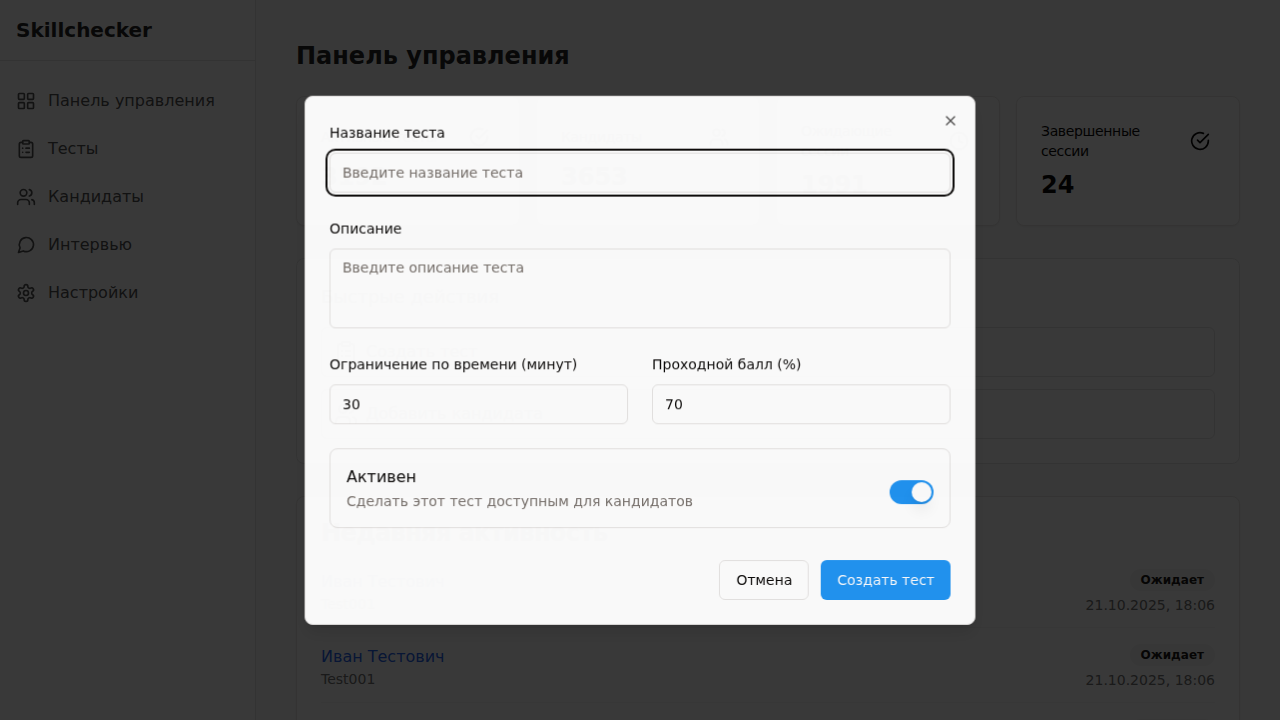 Skillchecker
Панель управления
Тесты
Кандидаты
Интервью
Настройки
Панель управления
Завершенные
сессии
24
Название теста
Введите название теста
Описание
Введите описание теста
Ограничение по времени (минут)
Проходной балл (%)
30
70
Активен
Сделать этот тест доступным для кандидатов
Отмена
Создать тест
Ожидает
21.10.2025, 18:06
Иван Тестович
Test001
Ожидает
21.10.2025, 18:06